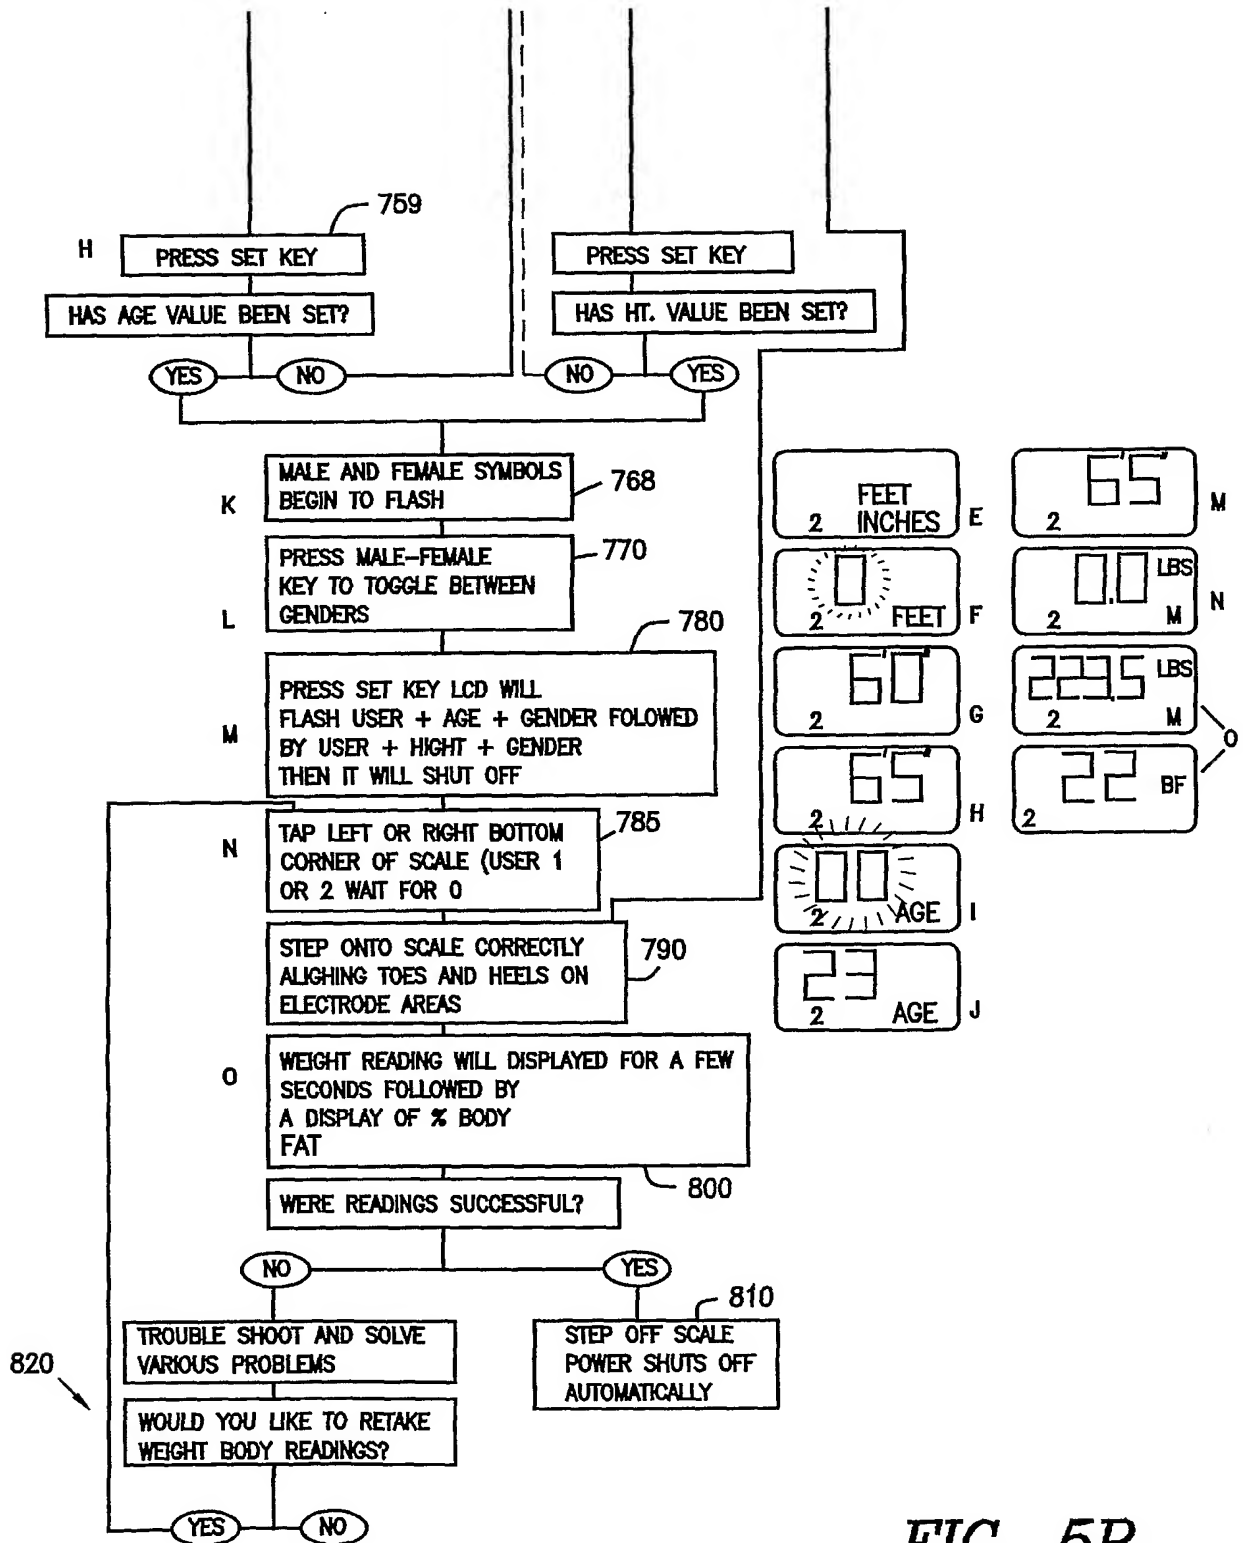 759
H
PRESS SET KEY
PRESS SET KEY
HAS AGE VALUE BEEN SET?
HAS HT. VALUE BEEN SET?
YES
NO
NO
YES
K
MALE AND FEMALE SYMBOLS
BEGIN TO FLASH
768
L
PRESS MALE-FEMALE
KEY TO TOGGLE BETWEEN
GENDERS
770
780
M
PRESS SET KEY LCD WILL
FLASH USER + AGE + GENDER FOLOWED
BY USER + HIGHT + GENDER
THEN IT WILL SHUT OFF
N
TAP LEFT OR RIGHT BOTTOM
CORNER OF SCALE (USER 1
OR 2 WAIT FOR 0
785
STEP ONTO SCALE CORRECTLY
ALIGHING TOES AND HEELS ON
ELECTRODE AREAS
790
O
WEIGHT READING WILL DISPLAYED FOR A FEW
SECONDS FOLLOWED BY
A DISPLAY OF % BODY
FAT
800
WERE READINGS SUCCESSFUL?
NO
YES
810
TROUBLE SHOOT AND SOLVE
VARIOUS PROBLEMS
STEP OFF SCALE
POWER SHUTS OFF
AUTOMATICALLY
820
WOULD YOU LIKE TO RETAKE
WEIGHT BODY READINGS?
YES
NO
FEET
2 INCHES
E
0
2 FEET
F
6'0"
2
G
6'5"
2
H
00
2 AGE
I
23
2 AGE
J
6'5"
2
M
0.0 LBS
2 M
N
223.5 LBS
2 M
O
22 BF
2
FIG. 5B